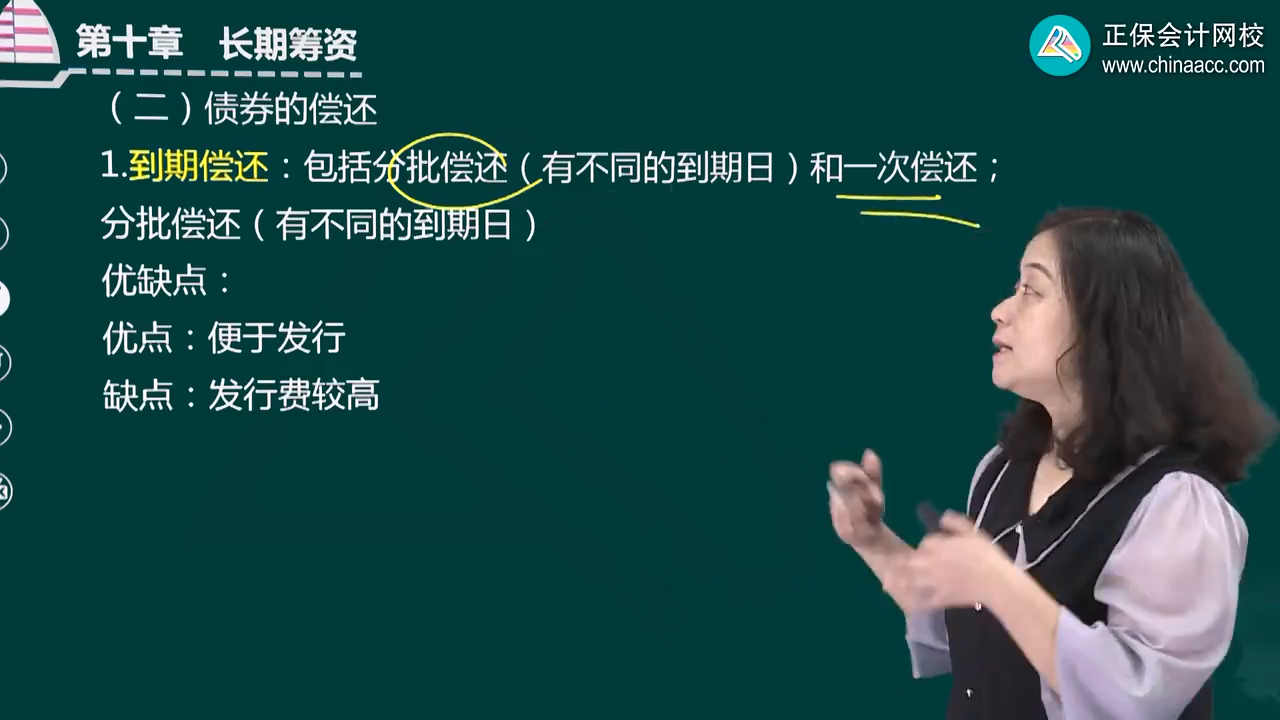 第十章 长期筹资
正保会计网校
www.chinaacc.com
（二）债券的偿还
1.到期偿还：包括分批偿还（有不同的到期日）和一次偿还；
分批偿还（有不同的到期日）
优缺点：
优点：便于发行
缺点：发行费较高